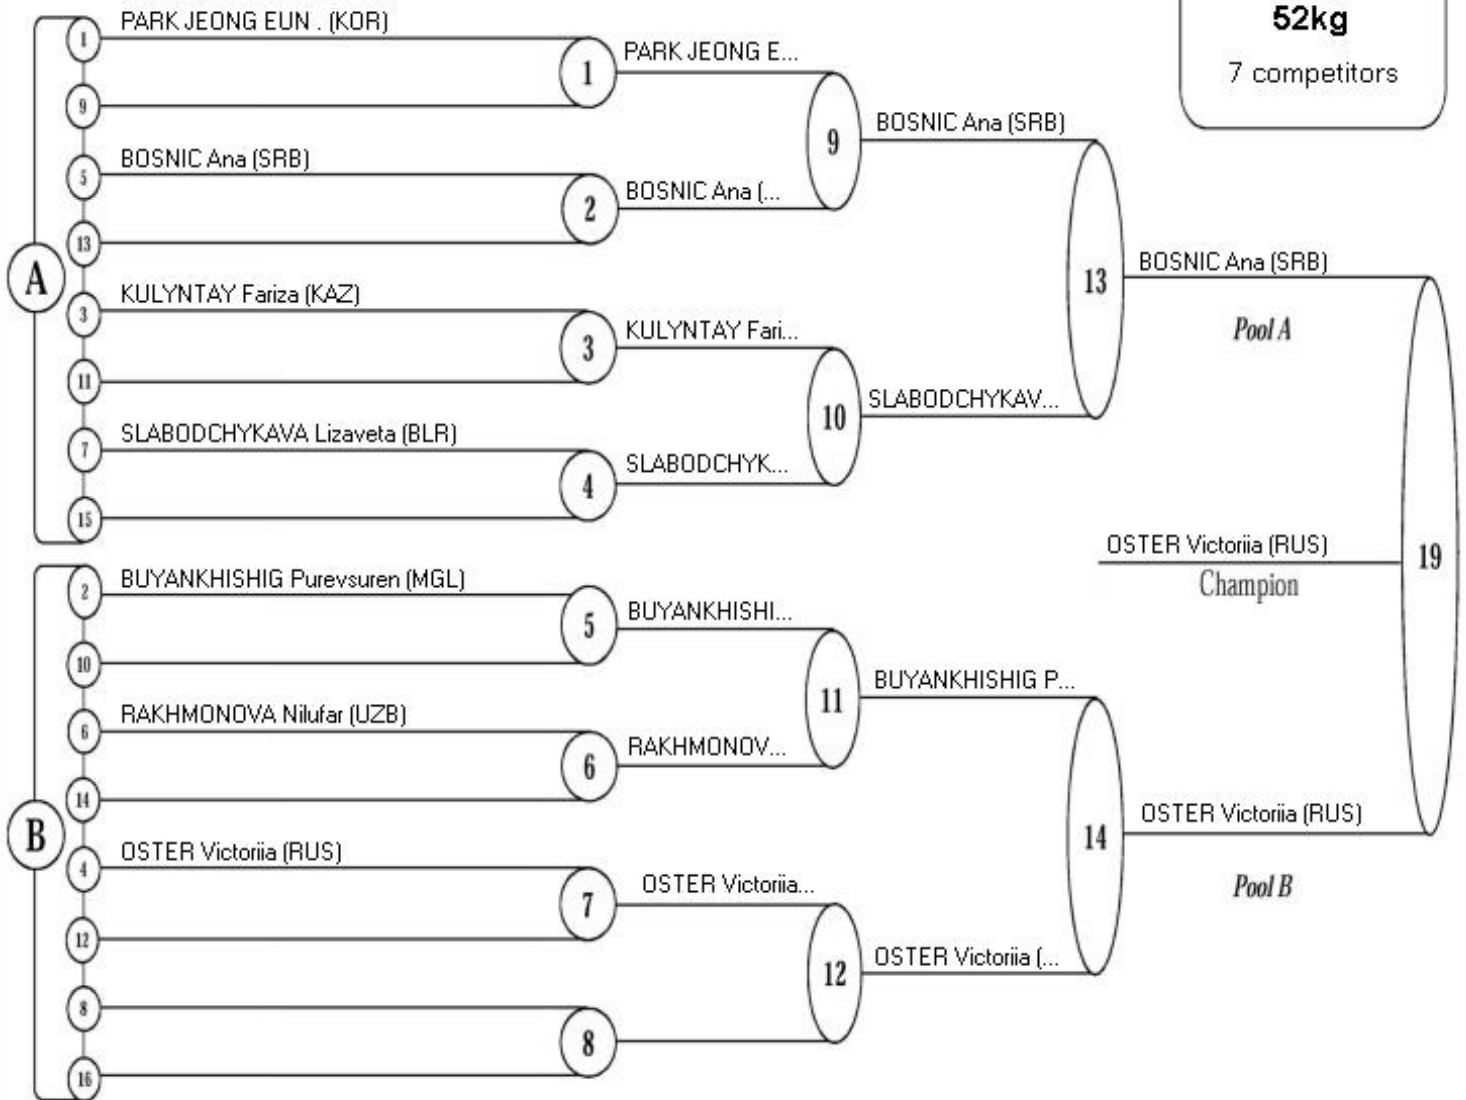 52kg
7 competitors
PARK JEONG EUN . (KOR)
1
9
1
PARK JEONG E...
BOSNIC Ana (SRB)
5
13
2
BOSNIC Ana (...
9
BOSNIC Ana (SRB)
A
KULYNTAY Fariza (KAZ)
3
11
3
KULYNTAY Fari...
SLABODCHYKAVA Lizaveta (BLR)
7
15
4
SLABODCHYK...
10
SLABODCHYKAV...
13
BOSNIC Ana (SRB)
Pool A
BUYANKHISHIG Purevsuren (MGL)
2
10
5
BUYANKHISHI...
RAKHMONOVA Nilufar (UZB)
6
14
6
RAKHMONOV...
11
BUYANKHISHIG P...
B
OSTER Victoriia (RUS)
4
12
7
OSTER Victoriia...
8
16
8
12
OSTER Victoriia (...
14
OSTER Victoriia (RUS)
Pool B
19
OSTER Victoriia (RUS)
Champion